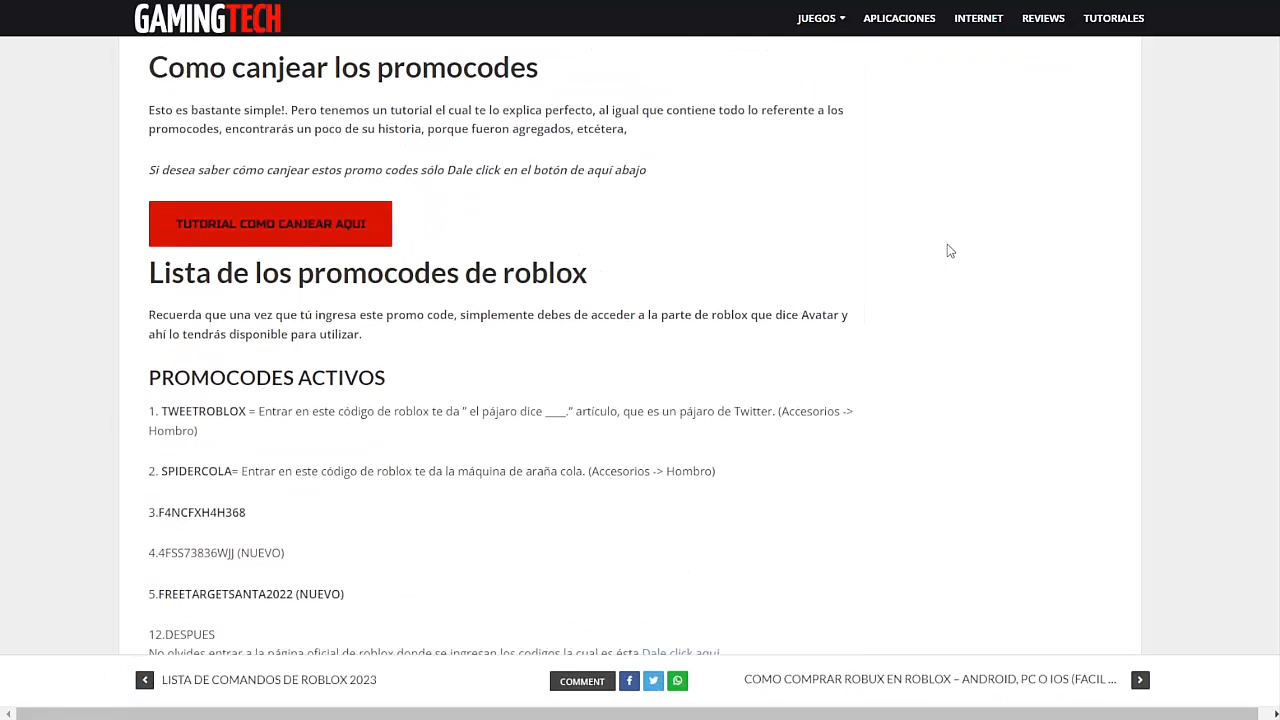 GAMINGTECH
JUEGOS
APLICACIONES
INTERNET
REVIEWS
TUTORIALES
Como canjear los promocodes
Esto es bastante simple!. Pero tenemos un tutorial el cual te lo explica perfecto, al igual que contiene todo lo referente a los
promocodes, encontrarás un poco de su historia, porque fueron agregados, etcétera,
Si desea saber cómo canjear estos promo codes sólo Dale click en el botón de aquí abajo
TUTORIAL COMO CANJEAR AQUI
Lista de los promocodes de roblox
Recuerda que una vez que tú ingresa este promo code, simplemente debes de acceder a la parte de roblox que dice Avatar y
ahí lo tendrás disponible para utilizar.
PROMOCODES ACTIVOS
1. TWEETROBLOX = Entrar en este código de roblox te da ” el pájaro dice ____.” artículo, que es un pájaro de Twitter. (Accesorios ->
Hombro)
2. SPIDERCOLA= Entrar en este código de roblox te da la máquina de araña cola. (Accesorios -> Hombro)
3.F4NCFXH4H368
4.4FSS73836WJJ (NUEVO)
5.FREETARGETSANTA2022 (NUEVO)
12.DESPUES
No olvides entrar a la página oficial de roblox donde se ingresan los codigos la cual es ésta Dale click aquí
LISTA DE COMANDOS DE ROBLOX 2023
COMMENT
COMO COMPRAR ROBUX EN ROBLOX – ANDROID, PC O IOS (FACIL ...